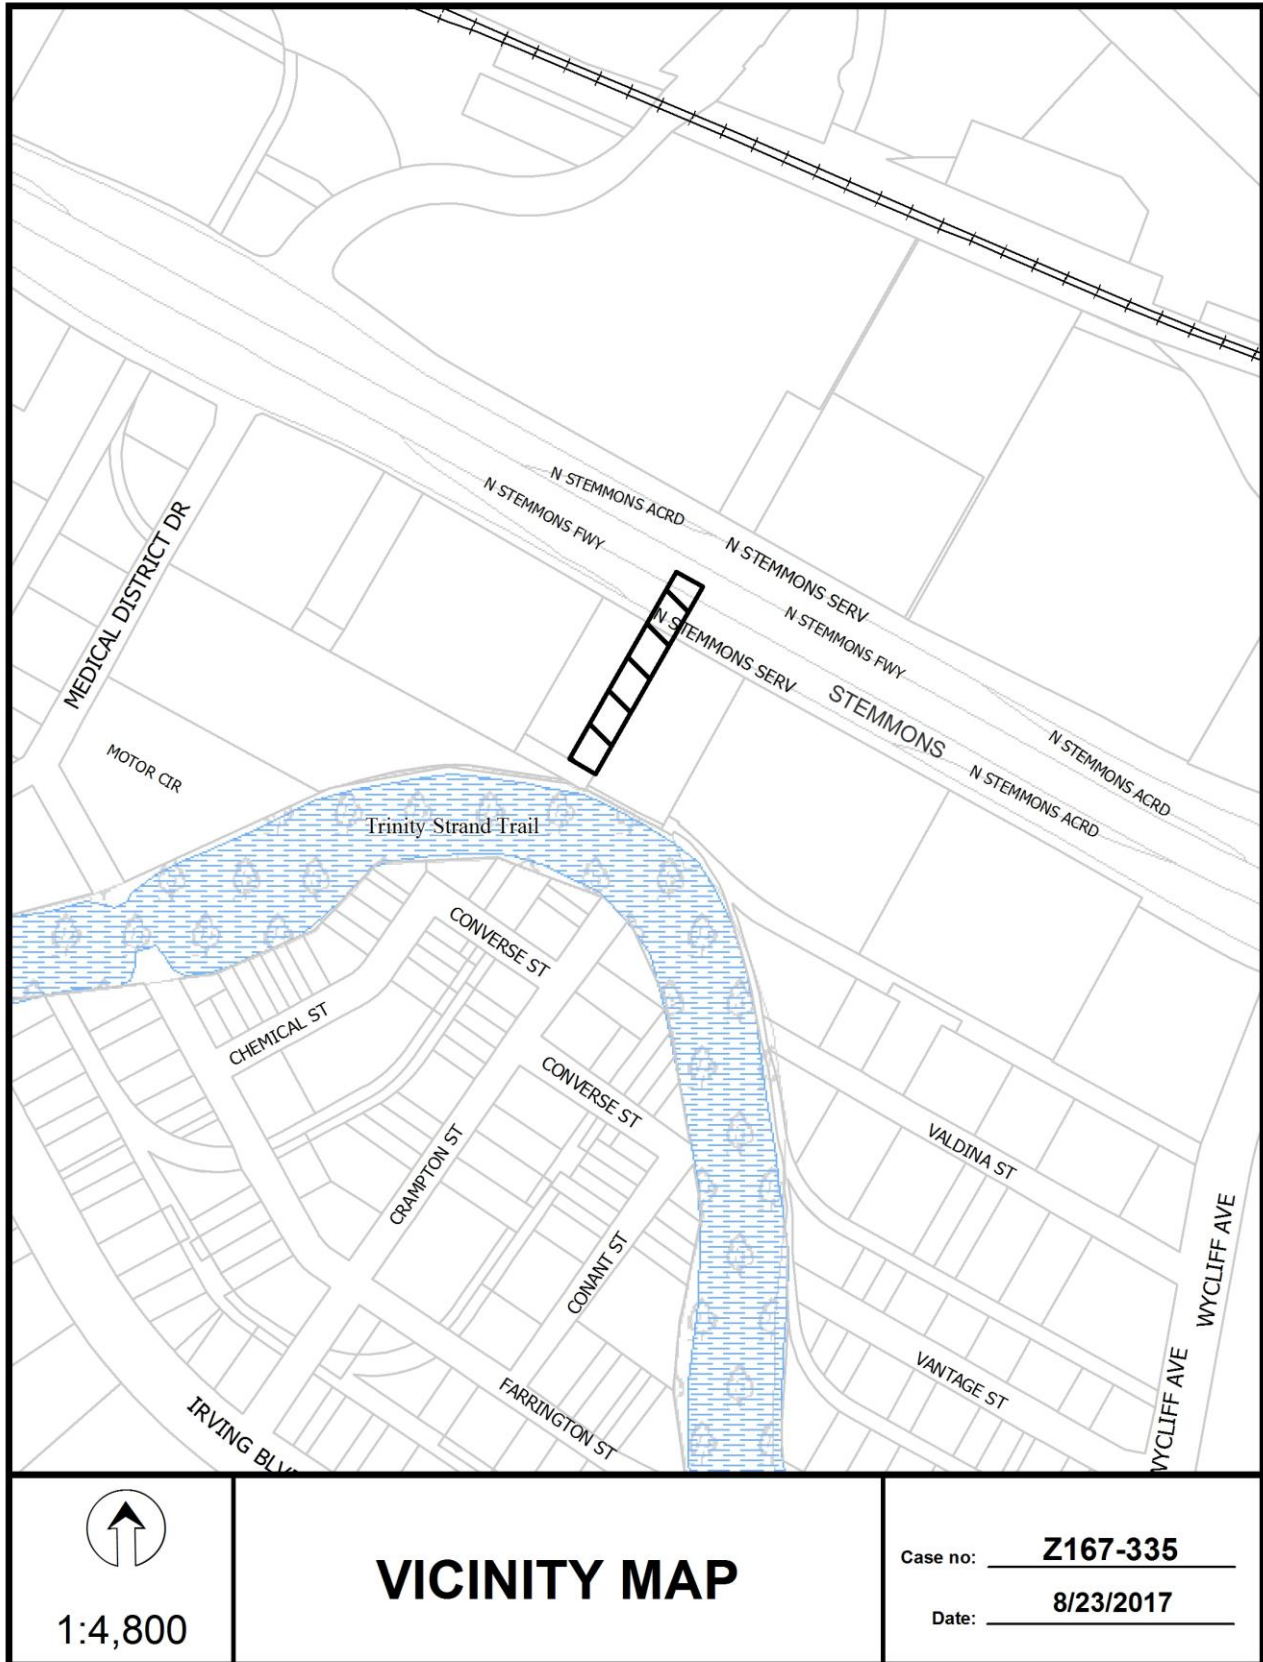 N STEMMONS ACRD
N STEMMONS FWY
MEDICAL DISTRICT DR
N STEMMONS SERV
N STEMMONS FWY
N STEMMONS SERV
STEMMONS
N STEMMONS ACRD
N STEMMONS ACRD
MOTOR CIR
Trinity Strand Trail
CONVERSE ST
CHEMICAL ST
CONVERSE ST
CRAMPTON ST
VALDINA ST
CONANT ST
WYCLIFF AVE
VANTAGE ST
WYCLIFF AVE
FARRINGTON ST
IRVING BLV
1:4,800
VICINITY MAP
Case no: Z167-335
Date: 8/23/2017